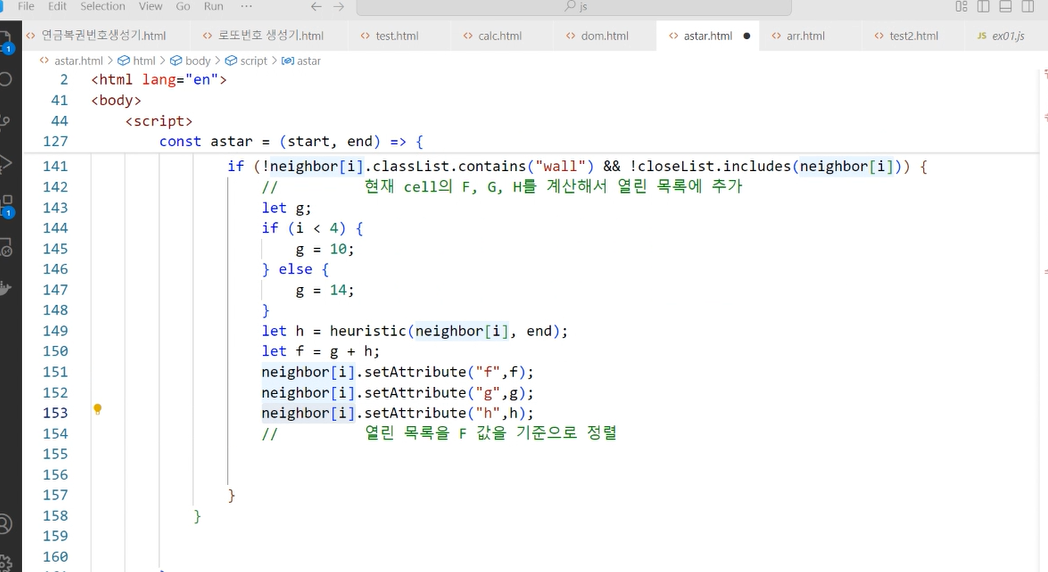 File Edit Selection View Go Run ··· ← → js
<> 연금복권번호생성기.html <> 로또번호 생성기.html <> test.html <> calc.html <> dom.html <> astar.html ● <> arr.html <> test2.html JS ex01.js
<> astar.html > html > body > script > astar
2 <html lang="en">
41 <body>
44 <script>
127 const astar = (start, end) => {
141 if (!neighbor[i].classList.contains("wall") && !closeList.includes(neighbor[i])) {
142 // 현재 cell의 F, G, H를 계산해서 열린 목록에 추가
143 let g;
144 if (i < 4) {
145 g = 10;
146 } else {
147 g = 14;
148 }
149 let h = heuristic(neighbor[i], end);
150 let f = g + h;
151 neighbor[i].setAttribute("f",f);
152 neighbor[i].setAttribute("g",g);
153 neighbor[i].setAttribute("h",h);
154 // 열린 목록을 F 값을 기준으로 정렬
155
156
157 }
158 }
159
160
1
1